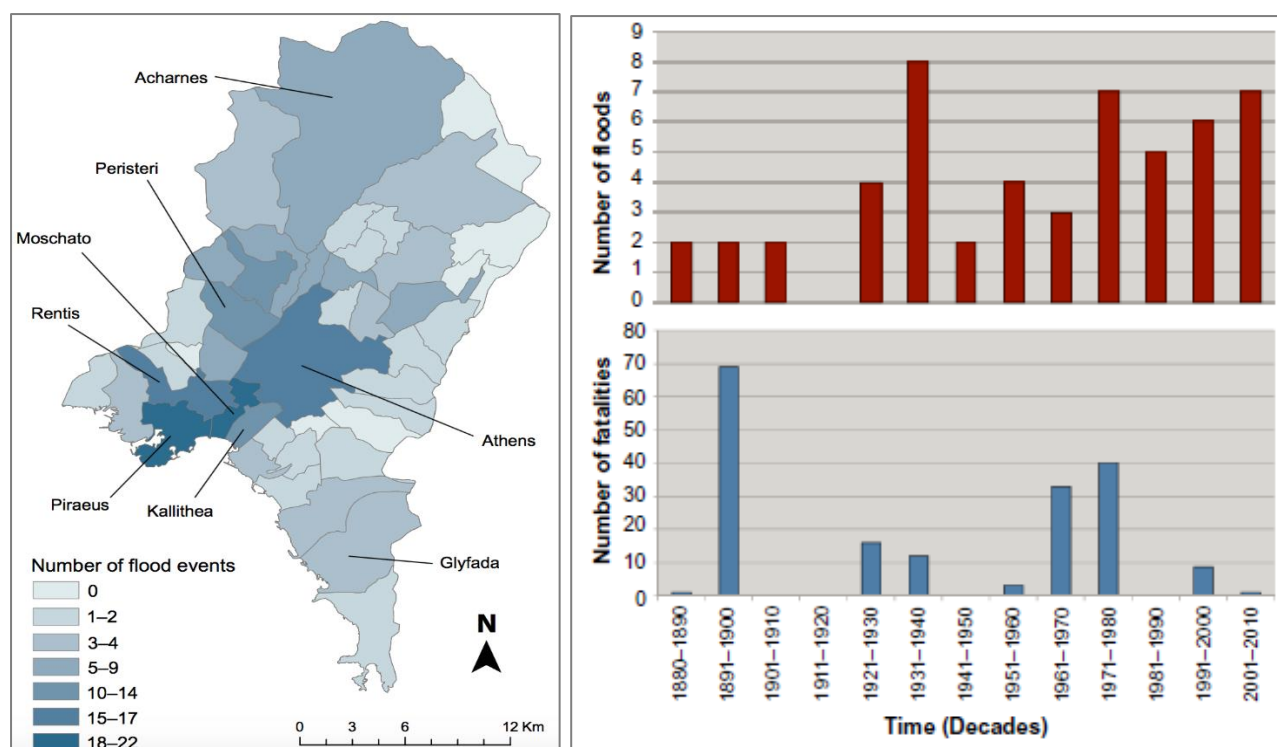 Acharnes
Peristeri
Moschato
Rentis
Athens
Piraeus
Kallithea
Glyfada
Number of flood events
0
1–2
3–4
5–9
10–14
15–17
18–22
N
0 3 6 12 Km
Number of floods
9
8
7
6
5
4
3
2
1
0
Number of fatalities
80
70
60
50
40
30
20
10
0
1880–1890
1891–1900
1901–1910
1911–1920
1921–1930
1931–1940
1941–1950
1951–1960
1961–1970
1971–1980
1981–1990
1991–2000
2001–2010
Time (Decades)